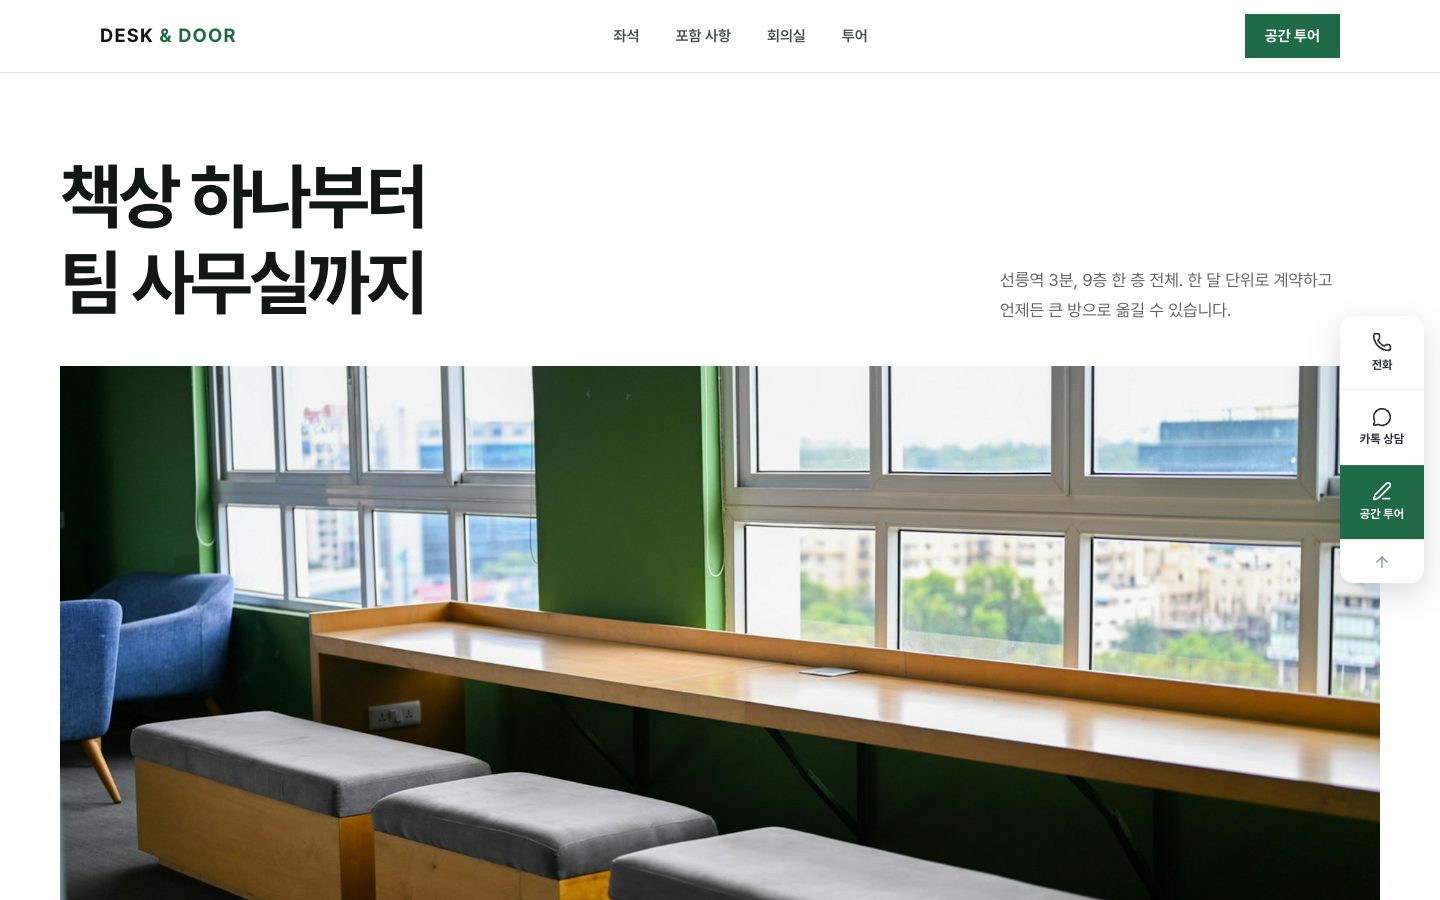 DESK & DOOR
좌석
포함 사항
회의실
투어
공간 투어
책상 하나부터
팀 사무실까지
선릉역 3분, 9층 한 층 전체. 한 달 단위로 계약하고
언제든 큰 방으로 옮길 수 있습니다.
전화
카톡 상담
공간 투어